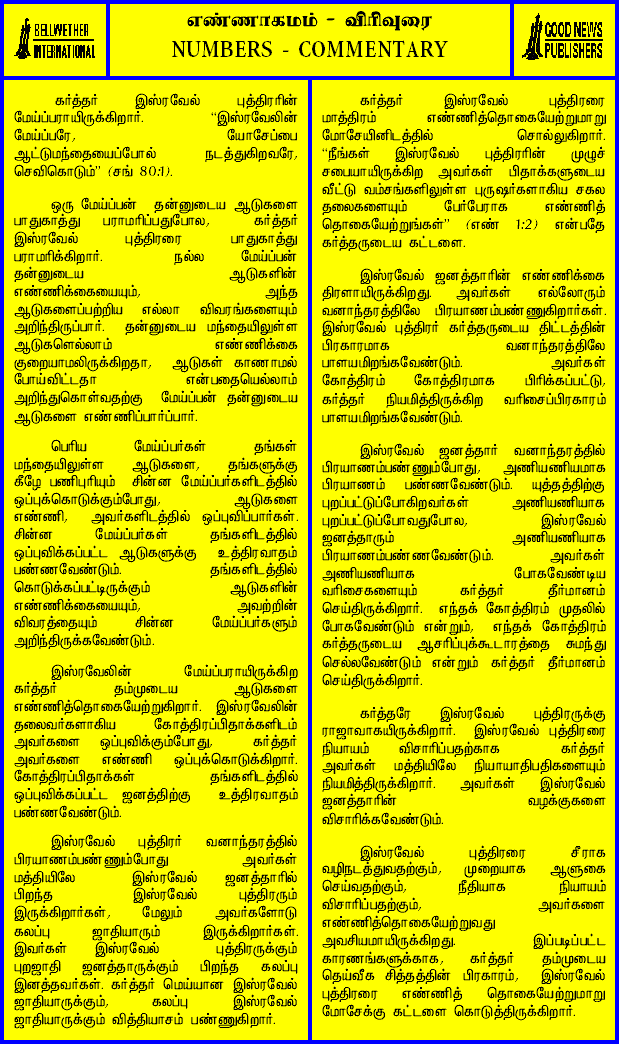 எண்ணாகமம் - விரிவுரை
BELLWETHER
INTERNATIONAL
NUMBERS - COMMENTARY
GOOD NEWS
PUBLISHERS
கர்த்தர் இஸ்ரவேல் புத்திரரின்
மேய்ப்பராயிருக்கிறார். “இஸ்ரவேலின்
மேய்ப்பரே, யோசேப்பை
ஆட்டுமந்தையைப்போல் நடத்துகிறவரே,
செவிகொடும்” (சங் 80:1).
ஒரு மேய்ப்பன் தன்னுடைய ஆடுகளை
பாதுகாத்து பராமரிப்பதுபோல, கர்த்தர்
இஸ்ரவேல் புத்திரரை பாதுகாத்து
பராமரிக்கிறார். நல்ல மேய்ப்பன்
தன்னுடைய ஆடுகளின்
எண்ணிக்கையையும், அந்த
ஆடுகளைப்பற்றிய எல்லா விவரங்களையும்
அறிந்திருப்பார். தன்னுடைய மந்தையிலுள்ள
ஆடுகளெல்லாம் எண்ணிக்கை
குறையாமலிருக்கிறதா, ஆடுகள் காணாமல்
போய்விட்டதா என்பதையெல்லாம்
அறிந்துகொள்வதற்கு மேய்ப்பன் தன்னுடைய
ஆடுகளை எண்ணிப்பார்ப்பார்.
பெரிய மேய்ப்பர்கள் தங்கள்
மந்தையிலுள்ள ஆடுகளை, தங்களுக்கு
கீழே பணிபுரியும் சின்ன மேய்ப்பர்களிடத்தில்
ஒப்புக்கொடுக்கும்போது, ஆடுகளை
எண்ணி, அவர்களிடத்தில் ஒப்புவிப்பார்கள்.
சின்ன மேய்ப்பர்கள் தங்களிடத்தில்
ஒப்புவிக்கப்பட்ட ஆடுகளுக்கு உத்திரவாதம்
பண்ணவேண்டும். தங்களிடத்தில்
கொடுக்கப்பட்டிருக்கும் ஆடுகளின்
எண்ணிக்கையையும், அவற்றின்
விவரத்தையும் சின்ன மேய்ப்பர்களும்
அறிந்திருக்கவேண்டும்.
இஸ்ரவேலின் மேய்ப்பராயிருக்கிற
கர்த்தர் தம்முடைய ஆடுகளை
எண்ணித்தொகையேற்றுகிறார். இஸ்ரவேலின்
தலைவர்களாகிய கோத்திரப்பிதாக்களிடம்
அவர்களை ஒப்புவிக்கும்போது, கர்த்தர்
அவர்களை எண்ணி ஒப்புக்கொடுக்கிறார்.
கோத்திரப்பிதாக்கள் தங்களிடத்தில்
ஒப்புவிக்கப்பட்ட ஜனத்திற்கு உத்திரவாதம்
பண்ணவேண்டும்.
இஸ்ரவேல் புத்திரர் வனாந்தரத்தில்
பிரயாணம்பண்ணும்போது அவர்கள்
மத்தியிலே இஸ்ரவேல் ஜனத்தாரில்
பிறந்த இஸ்ரவேல் புத்திரரும்
இருக்கிறார்கள், மேலும் அவர்களோடு
கலப்பு ஜாதியாரும் இருக்கிறார்கள்.
இவர்கள் இஸ்ரவேல் புத்திருக்கும்
புறஜாதி ஜனத்தாருக்கும் பிறந்த கலப்பு
இனத்தவர்கள். கர்த்தர் மெய்யான இஸ்ரவேல்
ஜாதியாருக்கும், கலப்பு இஸ்ரவேல்
ஜாதியாருக்கும் வித்தியாசம் பண்ணுகிறார்.
கர்த்தர் இஸ்ரவேல் புத்திரரை
மாத்திரம் எண்ணித்தொகையேற்றுமாறு
மோசேயினிடத்தில் சொல்லுகிறார்.
“நீங்கள் இஸ்ரவேல் புத்திரரின் முழுச்
சபையாயிருக்கிற அவர்கள் பிதாக்களுடைய
வீட்டு வம்சங்களிலுள்ள புருஷர்களாகிய சகல
தலைகளையும் பேர்பேராக எண்ணித்
தொகையேற்றுங்கள்” (எண் 1:2) என்பதே
கர்த்தருடைய கட்டளை.
இஸ்ரவேல் ஜனத்தாரின் எண்ணிக்கை
திரளாயிருக்கிறது. அவர்கள் எல்லோரும்
வனாந்தரத்திலே பிரயாணம்பண்ணுகிறார்கள்.
இஸ்ரவேல் புத்திரர் கர்த்தருடைய திட்டத்தின்
பிரகாரமாக வனாந்தரத்திலே
பாளயமிறங்கவேண்டும். அவர்கள்
கோத்திரம் கோத்திரமாக பிரிக்கப்பட்டு,
கர்த்தர் நியமித்திருக்கிற வரிசைப்பிரகாரம்
பாளயமிறங்கவேண்டும்.
இஸ்ரவேல் ஜனத்தார் வனாந்தரத்தில்
பிரயாணம்பண்ணும்போது, அணியணியமாக
பிரயாணம் பண்ணவேண்டும். யுத்தத்திற்கு
புறப்பட்டுப்போகிறவர்கள் அணியணியாக
புறப்பட்டுப்போவதுபோல, இஸ்ரவேல்
ஜனத்தாரும் அணியணியாக
பிரயாணம்பண்ணவேண்டும். அவர்கள்
அணியணியாக போகவேண்டிய
வரிசைகளையும் கர்த்தர் தீர்மானம்
செய்திருக்கிறார். எந்தக் கோத்திரம் முதலில்
போகவேண்டும் என்றும், எந்தக் கோத்திரம்
கர்த்தருடைய ஆசரிப்புக்கூடாரத்தை சுமந்து
செல்லவேண்டும் என்றும் கர்த்தர் தீர்மானம்
செய்திருக்கிறார்.
கர்த்தரே இஸ்ரவேல் புத்திரருக்கு
ராஜாவாகயிருக்கிறார். இஸ்ரவேல் புத்திரரை
நியாயம் விசாரிப்பதற்காக கர்த்தர்
அவர்கள் மத்தியிலே நியாயாதிபதிகளையும்
நியமித்திருக்கிறார். அவர்கள் இஸ்ரவேல்
ஜனத்தாரின் வழக்குகளை
விசாரிக்கவேண்டும்.
இஸ்ரவேல் புத்திரரை சீராக
வழிநடத்துவதற்கும், முறையாக ஆளுகை
செய்வதற்கும், நீதியாக நியாயம்
விசாரிப்பதற்கும், அவர்களை
எண்ணித்தொகையேற்றுவது
அவசியமாயிருக்கிறது. இப்படிப்பட்ட
காரணங்களுக்காக, கர்த்தர் தம்முடைய
தெய்வீக சித்தத்தின் பிரகாரம், இஸ்ரவேல்
புத்திரரை எண்ணித் தொகையேற்றுமாறு
மோசேக்கு கட்டளை கொடுத்திருக்கிறார்.